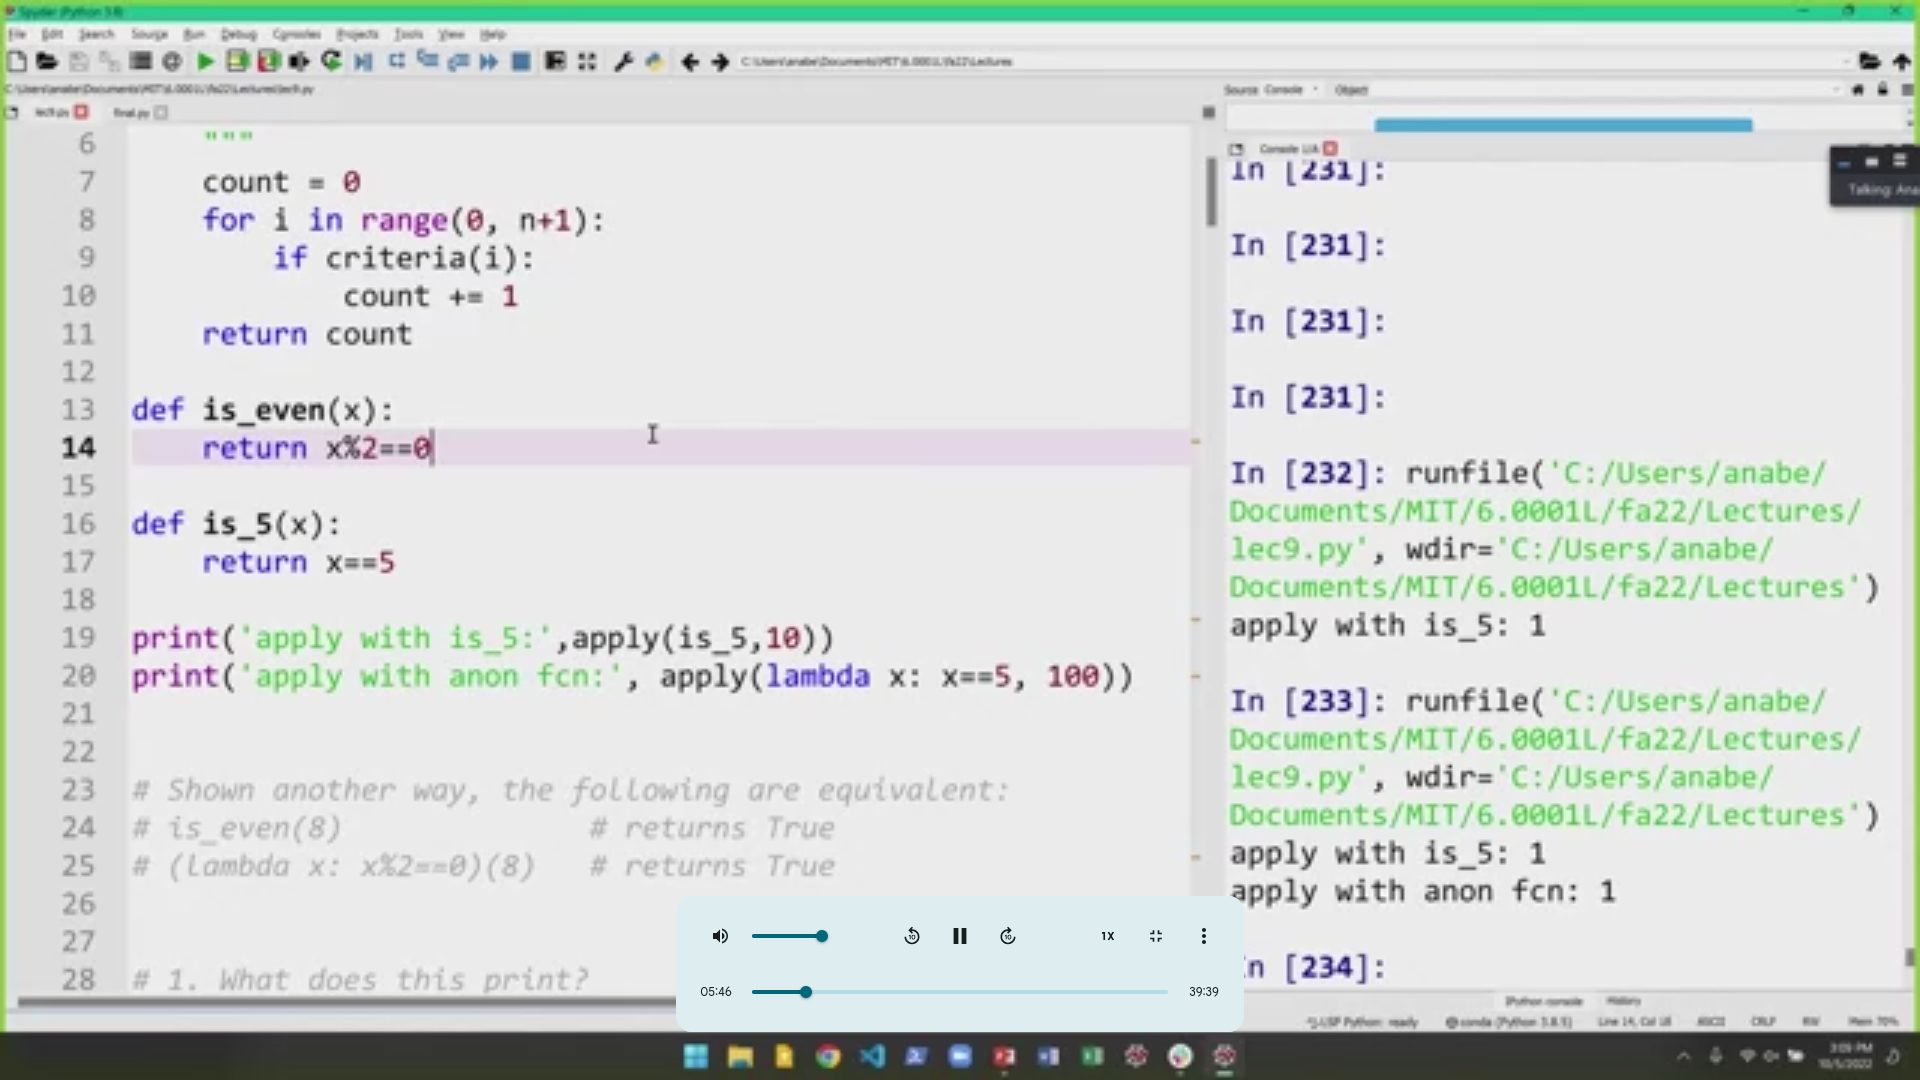 Spyder (Python 3.8)
File Edit Search Source Run Debug Consoles Projects Tools View Help
C:\Users\anabe\Documents\MIT\6.0001L\fa22\Lectures
C:\Users\anabe\Documents\MIT\6.0001L\fa22\Lectures\lec9.py
lec9.py
final.py
6 """
7 count = 0
8 for i in range(0, n+1):
9 if criteria(i):
10 count += 1
11 return count
12
13 def is_even(x):
14 return x%2==0
15
16 def is_5(x):
17 return x==5
18
19 print('apply with is_5:',apply(is_5,10))
20 print('apply with anon fcn:', apply(lambda x: x==5, 100))
21
22
23 # Shown another way, the following are equivalent:
24 # is_even(8) # returns True
25 # (lambda x: x%2==0)(8) # returns True
26
27
28 # 1. What does this print?
Source Console Object
Console 1/A
Talking: Ana
In [231]:
In [231]:
In [231]:
In [231]:
In [232]: runfile('C:/Users/anabe/
Documents/MIT/6.0001L/fa22/Lectures/
lec9.py', wdir='C:/Users/anabe/
Documents/MIT/6.0001L/fa22/Lectures')
apply with is_5: 1
In [233]: runfile('C:/Users/anabe/
Documents/MIT/6.0001L/fa22/Lectures/
lec9.py', wdir='C:/Users/anabe/
Documents/MIT/6.0001L/fa22/Lectures')
apply with is_5: 1
apply with anon fcn: 1
In [234]:
10 10 1X
05:46 39:39
IPython console History
LSP Python: ready conda (Python 3.8.5) Line 14, Col 18 ASCII CRLF RW Mem 70%
3:09 PM
10/5/2022